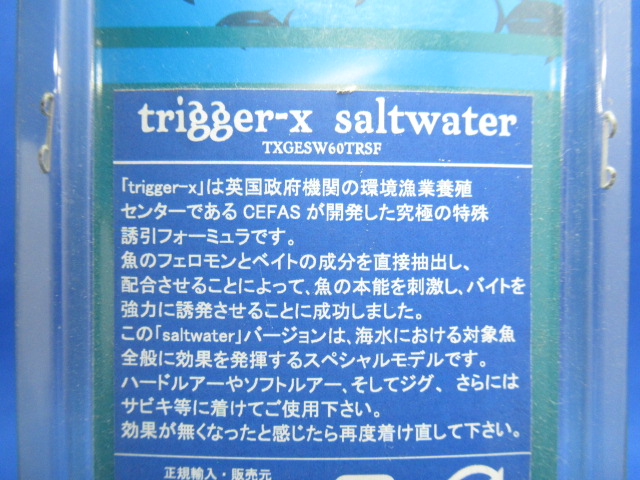 trigger-x saltwater
TXGESW60TRSF
「trigger-x」は英国政府機関の環境漁業養殖
センターである CEFAS が開発した究極の特殊
誘引フォーミュラです。
魚のフェロモンとベイトの成分を直接抽出し、
配合させることによって、魚の本能を刺激し、バイトを
強力に誘発させることに成功しました。
この「saltwater」バージョンは、海水における対象魚
全般に効果を発揮するスペシャルモデルです。
ハードルアーやソフトルアー、そしてジグ、さらには
サビキ等に着けてご使用下さい。
効果が無くなったと感じたら再度着け直して下さい。
正規輸入・販売元